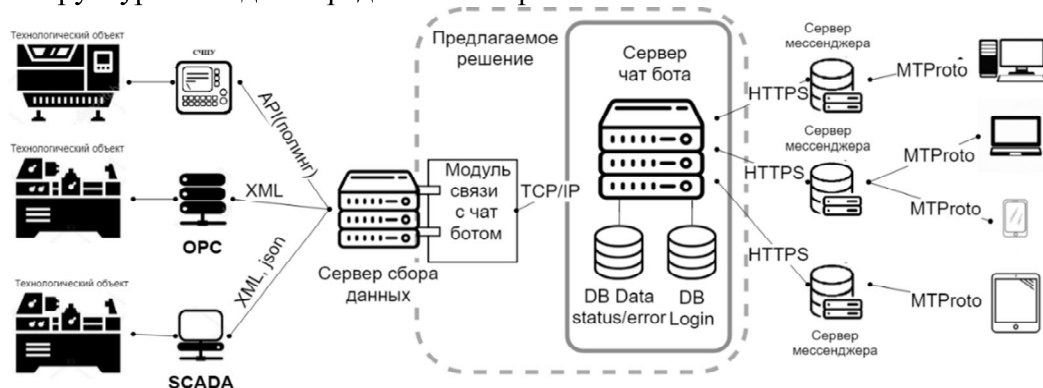 Технологический объект
СЧПУ
API(полинг)
Технологический объект
XML
OPC
Технологический объект
XML, json
SCADA
Сервер сбора
данных
Предлагаемое
решение
Модуль
связи
с чат
ботом
TCP/IP
Сервер
чат бота
DB Data
status/error
DB
Login
HTTPS
HTTPS
HTTPS
Сервер
мессенджера
MTProto
Сервер
мессенджера
MTProto
MTProto
Сервер
мессенджера
MTProto